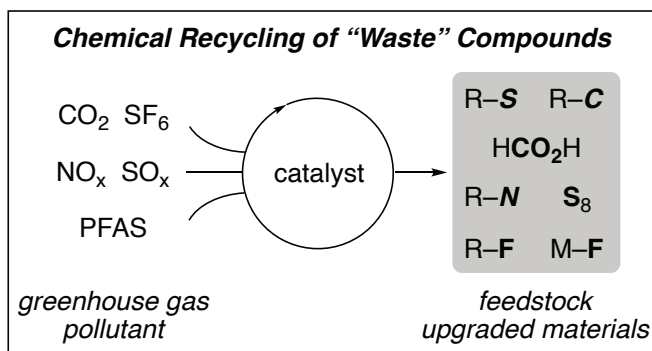 Chemical Recycling of “Waste” Compounds
CO₂ SF₆
NOₓ SOₓ
PFAS
catalyst
R–S R–C
HCO₂H
R–N S₈
R–F M–F
greenhouse gas
pollutant
feedstock
upgraded materials